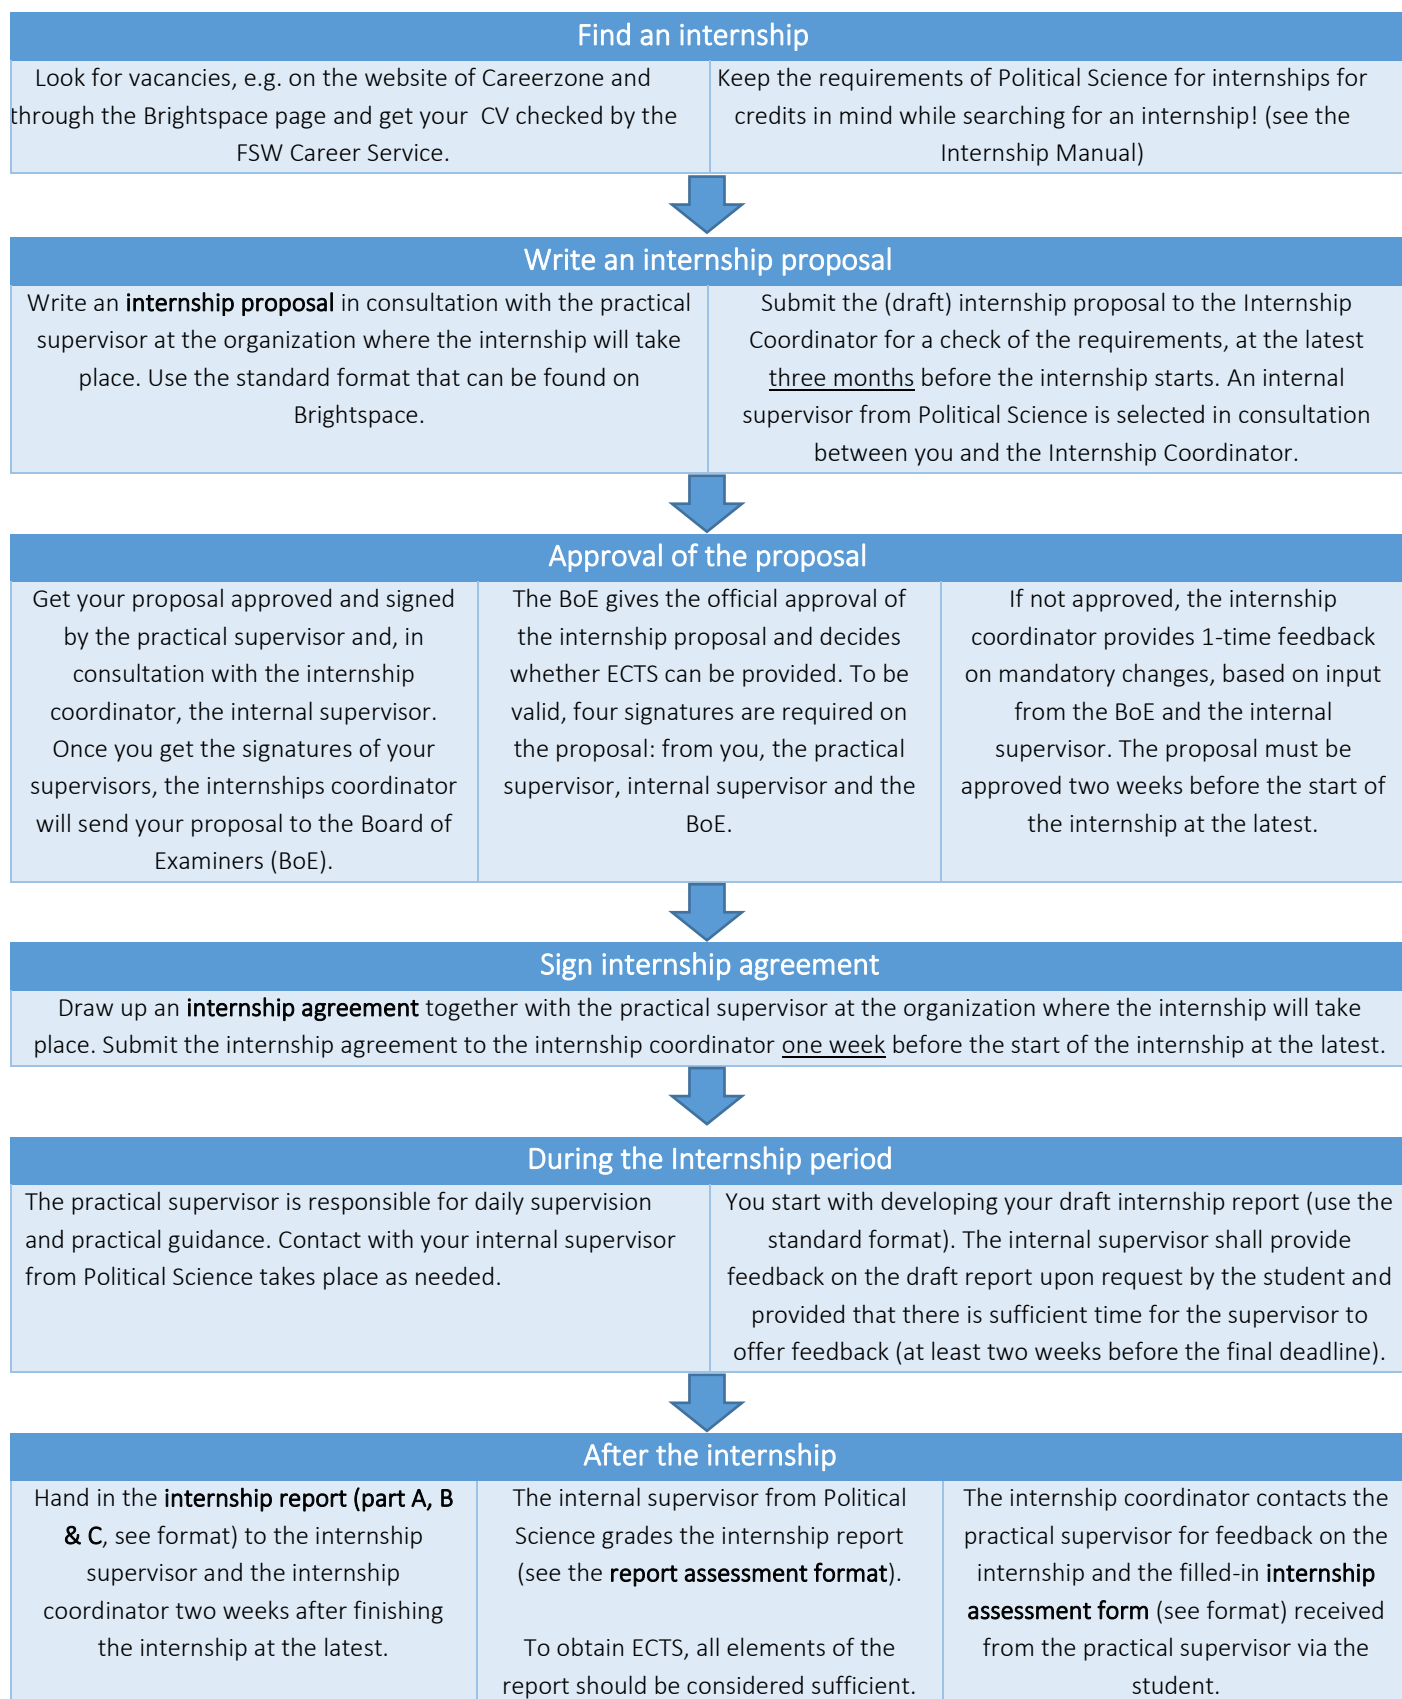 Find an internship
Look for vacancies, e.g. on the website of Careerzone and
through the Brightspace page and get your  CV checked by the
FSW Career Service.
Keep the requirements of Political Science for internships for
credits in mind while searching for an internship! (see the
Internship Manual)
Write an internship proposal
Write an internship proposal in consultation with the practical
supervisor at the organization where the internship will take
place. Use the standard format that can be found on
Brightspace.
Submit the (draft) internship proposal to the Internship
Coordinator for a check of the requirements, at the latest
three months before the internship starts. An internal
supervisor from Political Science is selected in consultation
between you and the Internship Coordinator.
Approval of the proposal
Get your proposal approved and signed
by the practical supervisor and, in
consultation with the internship
coordinator, the internal supervisor.
Once you get the signatures of your
supervisors, the internships coordinator
will send your proposal to the Board of
Examiners (BoE).
The BoE gives the official approval of
the internship proposal and decides
whether ECTS can be provided. To be
valid, four signatures are required on
the proposal: from you, the practical
supervisor, internal supervisor and the
BoE.
If not approved, the internship
coordinator provides 1-time feedback
on mandatory changes, based on input
from the BoE and the internal
supervisor. The proposal must be
approved two weeks before the start of
the internship at the latest.
Sign internship agreement
Draw up an internship agreement together with the practical supervisor at the organization where the internship will take
place. Submit the internship agreement to the internship coordinator one week before the start of the internship at the latest.
During the Internship period
The practical supervisor is responsible for daily supervision
and practical guidance. Contact with your internal supervisor
from Political Science takes place as needed.
You start with developing your draft internship report (use the
standard format). The internal supervisor shall provide
feedback on the draft report upon request by the student and
provided that there is sufficient time for the supervisor to
offer feedback (at least two weeks before the final deadline).
After the internship
Hand in the internship report (part A, B
& C, see format) to the internship
supervisor and the internship
coordinator two weeks after finishing
the internship at the latest.
The internal supervisor from Political
Science grades the internship report
(see the report assessment format).
To obtain ECTS, all elements of the
report should be considered sufficient.
The internship coordinator contacts the
practical supervisor for feedback on the
internship and the filled-in internship
assessment form (see format) received
from the practical supervisor via the
student.